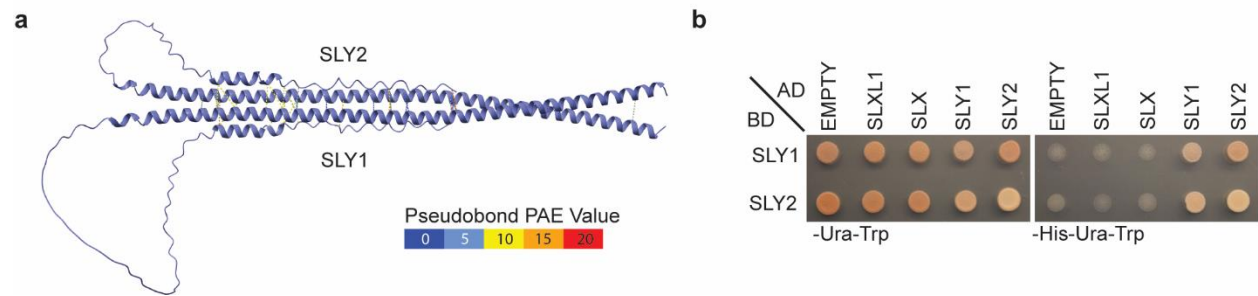 a
SLY2
SLY1
Pseudobond PAE Value
0 5 10 15 20
b
AD
BD
EMPTY SLXL1 SLX SLY1 SLY2 EMPTY SLXL1 SLX SLY1 SLY2
SLY1
SLY2
-Ura-Trp -His-Ura-Trp